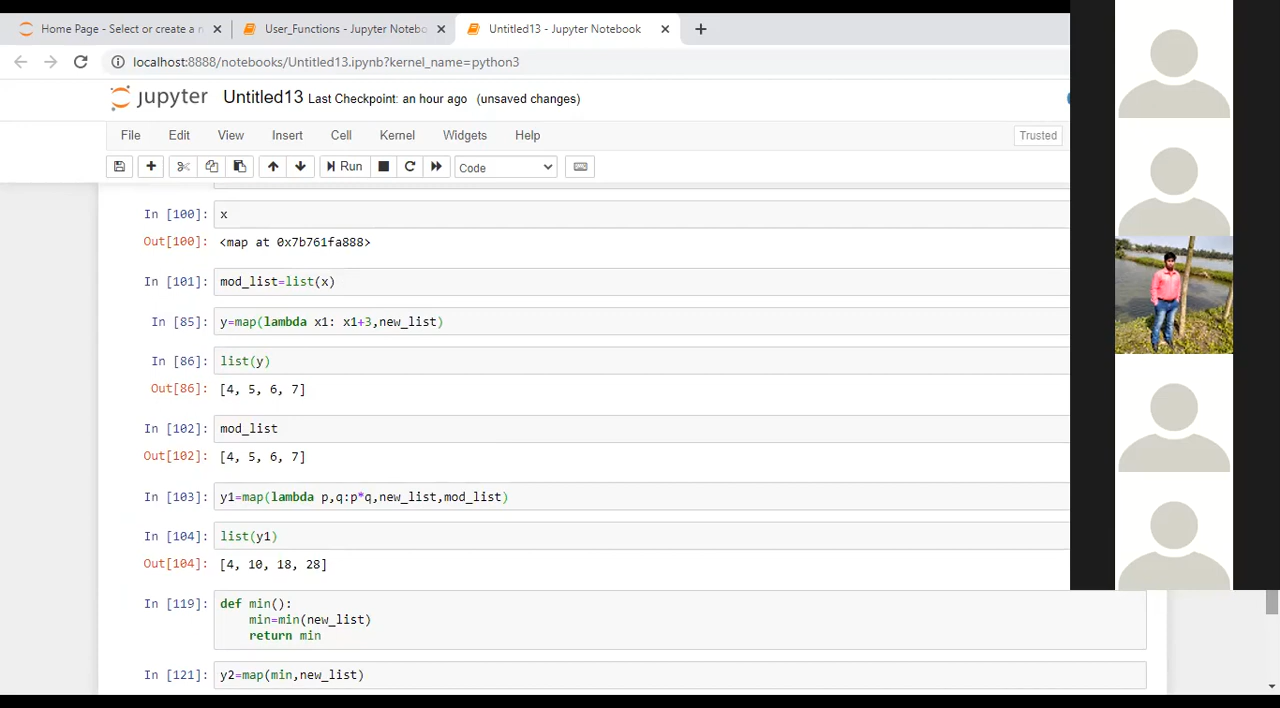 Home Page - Select or create a n
User_Functions - Jupyter Notebo
Untitled13 - Jupyter Notebook
localhost:8888/notebooks/Untitled13.ipynb?kernel_name=python3
jupyter Untitled13 Last Checkpoint: an hour ago (unsaved changes)
File Edit View Insert Cell Kernel Widgets Help Trusted
Run Code
In [100]: x
Out[100]: <map at 0x7b761fa888>
In [101]: mod_list=list(x)
In [85]: y=map(lambda x1: x1+3,new_list)
In [86]: list(y)
Out[86]: [4, 5, 6, 7]
In [102]: mod_list
Out[102]: [4, 5, 6, 7]
In [103]: y1=map(lambda p,q:p*q,new_list,mod_list)
In [104]: list(y1)
Out[104]: [4, 10, 18, 28]
In [119]: def min():
min=min(new_list)
return min
In [121]: y2=map(min,new_list)